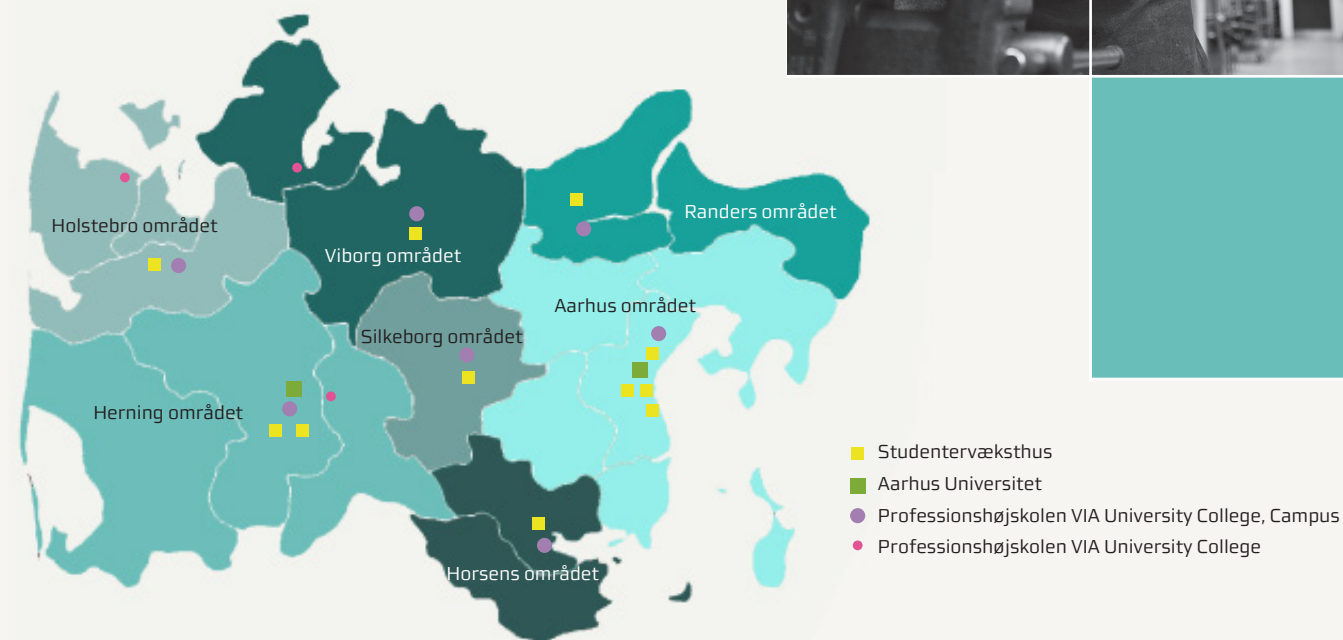 Holstebro området
Viborg området
Randers området
Aarhus området
Silkeborg området
Herning området
Horsens området
Studentervæksthus
Aarhus Universitet
Professionshøjskolen VIA University College, Campus
Professionshøjskolen VIA University College